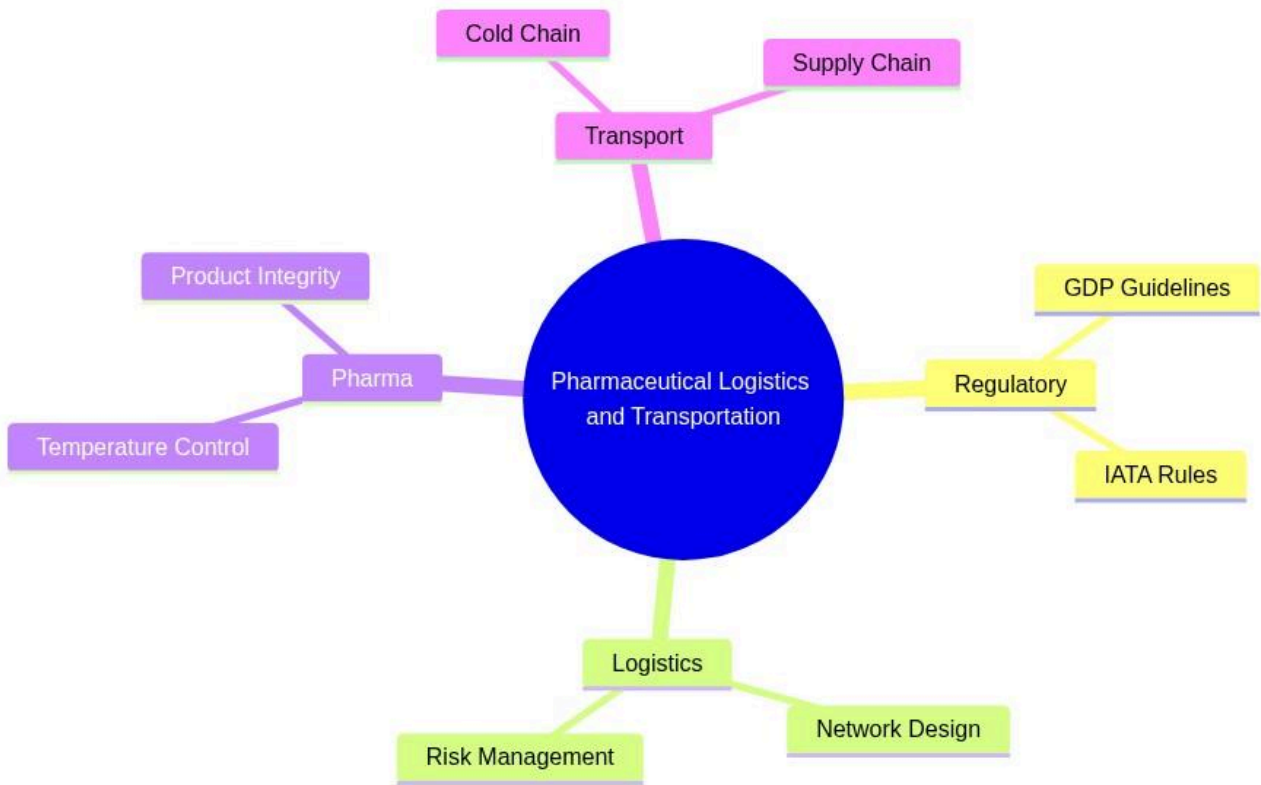 Cold Chain
Supply Chain
Transport
Product Integrity
GDP Guidelines
Pharma
Pharmaceutical Logistics
and Transportation
Regulatory
Temperature Control
IATA Rules
Logistics
Network Design
Risk Management